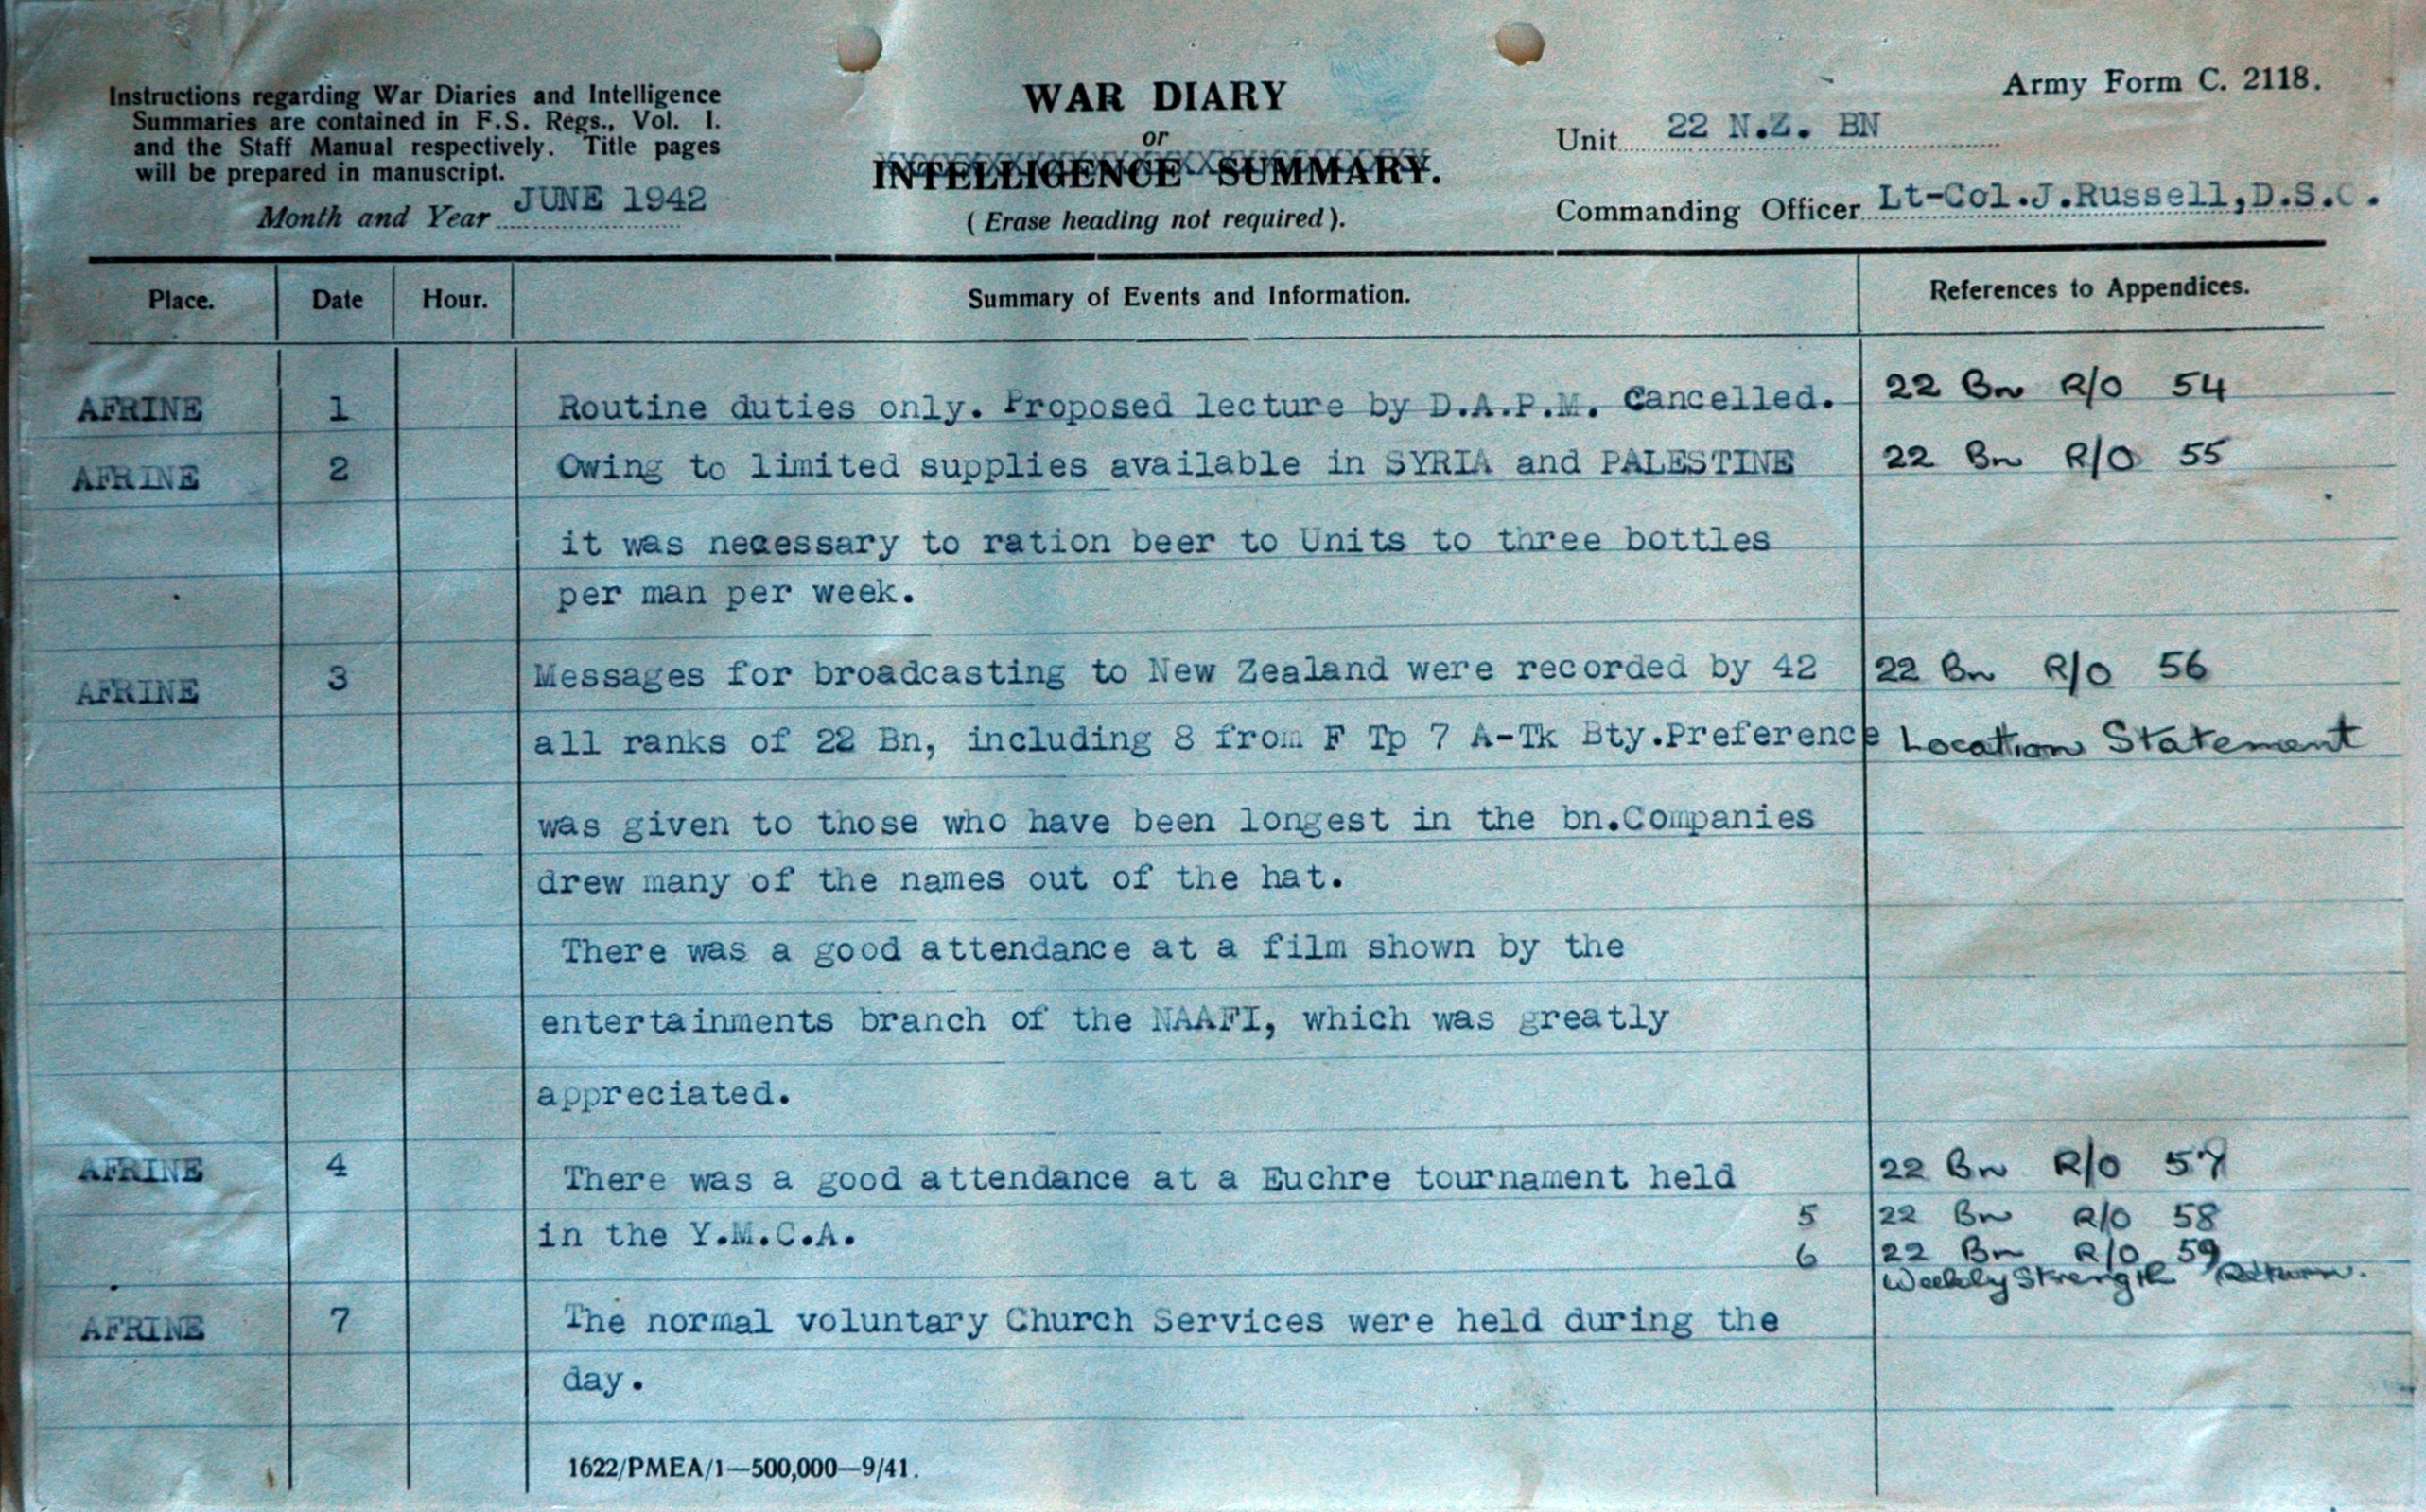 Instructions regarding War Diaries and Intelligence
Summaries are contained in F.S. Regs., Vol. I.
and the Staff Manual respectively. Title pages
will be prepared in manuscript.
Month and Year JUNE 1942
WAR DIARY
or
INTELLIGENCE SUMMARY.
(Erase heading not required).
Army Form C. 2118.
Unit 22 N.Z. BN
Commanding Officer Lt-Col.J.Russell,D.S.O.
Place. Date Hour. Summary of Events and Information. References to Appendices.
AFRINE 1 Routine duties only. Proposed lecture by D.A.P.M. Cancelled. 22 Bn R/O 54
AFRINE 2 Owing to limited supplies available in SYRIA and PALESTINE 22 Bn R/O 55
it was necessary to ration beer to Units to three bottles
per man per week.
AFRINE 3 Messages for broadcasting to New Zealand were recorded by 42 22 Bn R/O 56
all ranks of 22 Bn, including 8 from F Tp 7 A-Tk Bty.Preference Location Statement
was given to those who have been longest in the bn.Companies
drew many of the names out of the hat.
There was a good attendance at a film shown by the
entertainments branch of the NAAFI, which was greatly
appreciated.
AFRINE 4 There was a good attendance at a Euchre tournament held 22 Bn R/O 57
in the Y.M.C.A. 5 22 Bn R/O 58
6 22 Bn R/O 59
Weekly Strength Return.
AFRINE 7 The normal voluntary Church Services were held during the
day.
1622/PMEA/1—500,000—9/41.